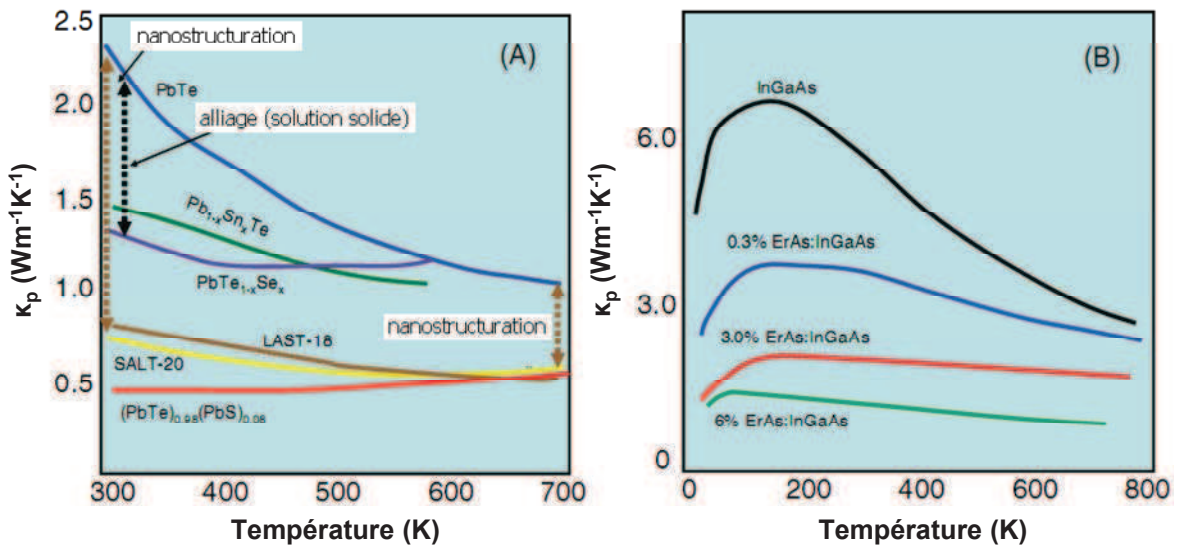 2.5
2.0
1.5
1.0
0.5
κp (Wm-1K-1)
(A)
nanostructuration
PbTe
alliage (solution solide)
Pb1-xSnxTe
PbTe1-xSex
nanostructuration
LAST-18
SALT-20
(PbTe)0.98(PbS)0.08
300 400 500 600 700
Température (K)
6.0
3.0
0
κp (Wm-1K-1)
(B)
InGaAs
0.3% ErAs:InGaAs
3.0% ErAs:InGaAs
6% ErAs:InGaAs
0 200 400 600 800
Température (K)